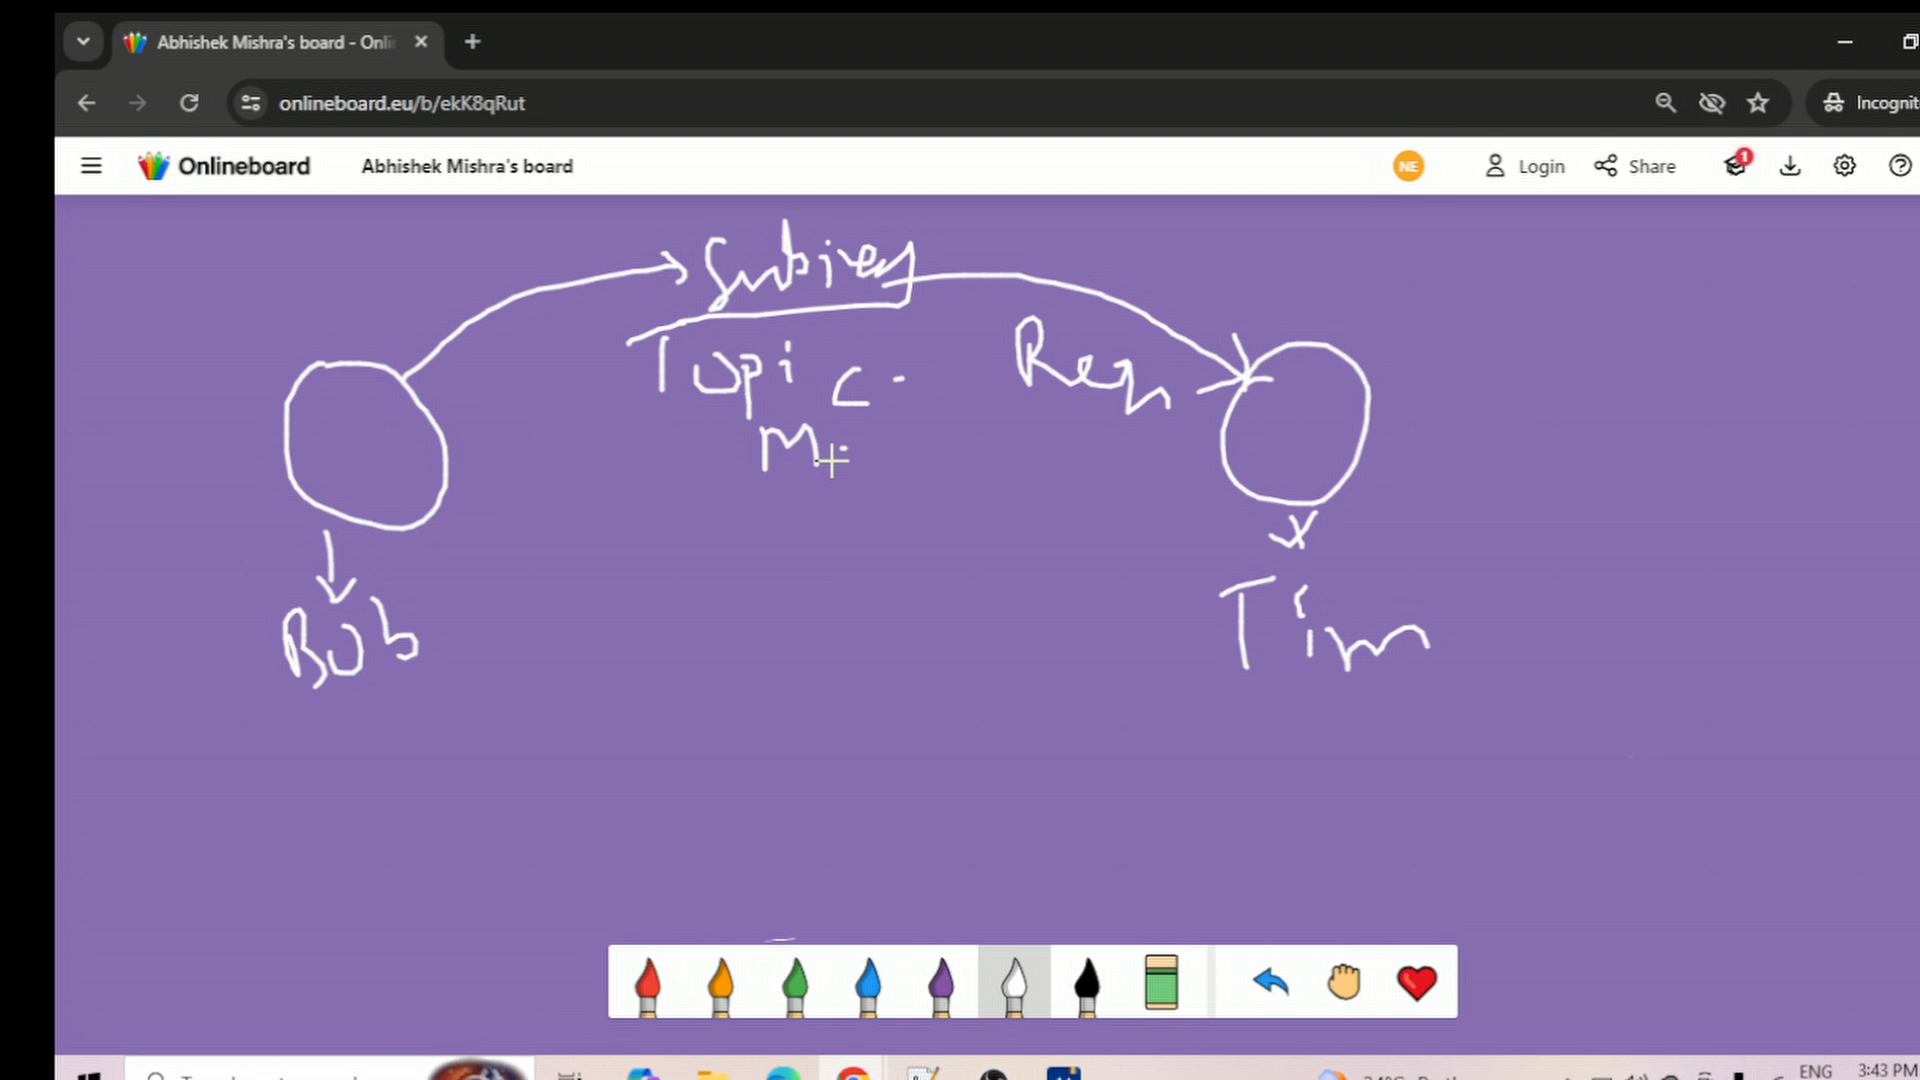 Abhishek Mishra's board - Onli
onlineboard.eu/b/ekK8qRut
Incognit
Onlineboard
Abhishek Mishra's board
NE
Login
Share
1
Topic
Req
M
Bob
Tim
ENG
3:43 PM